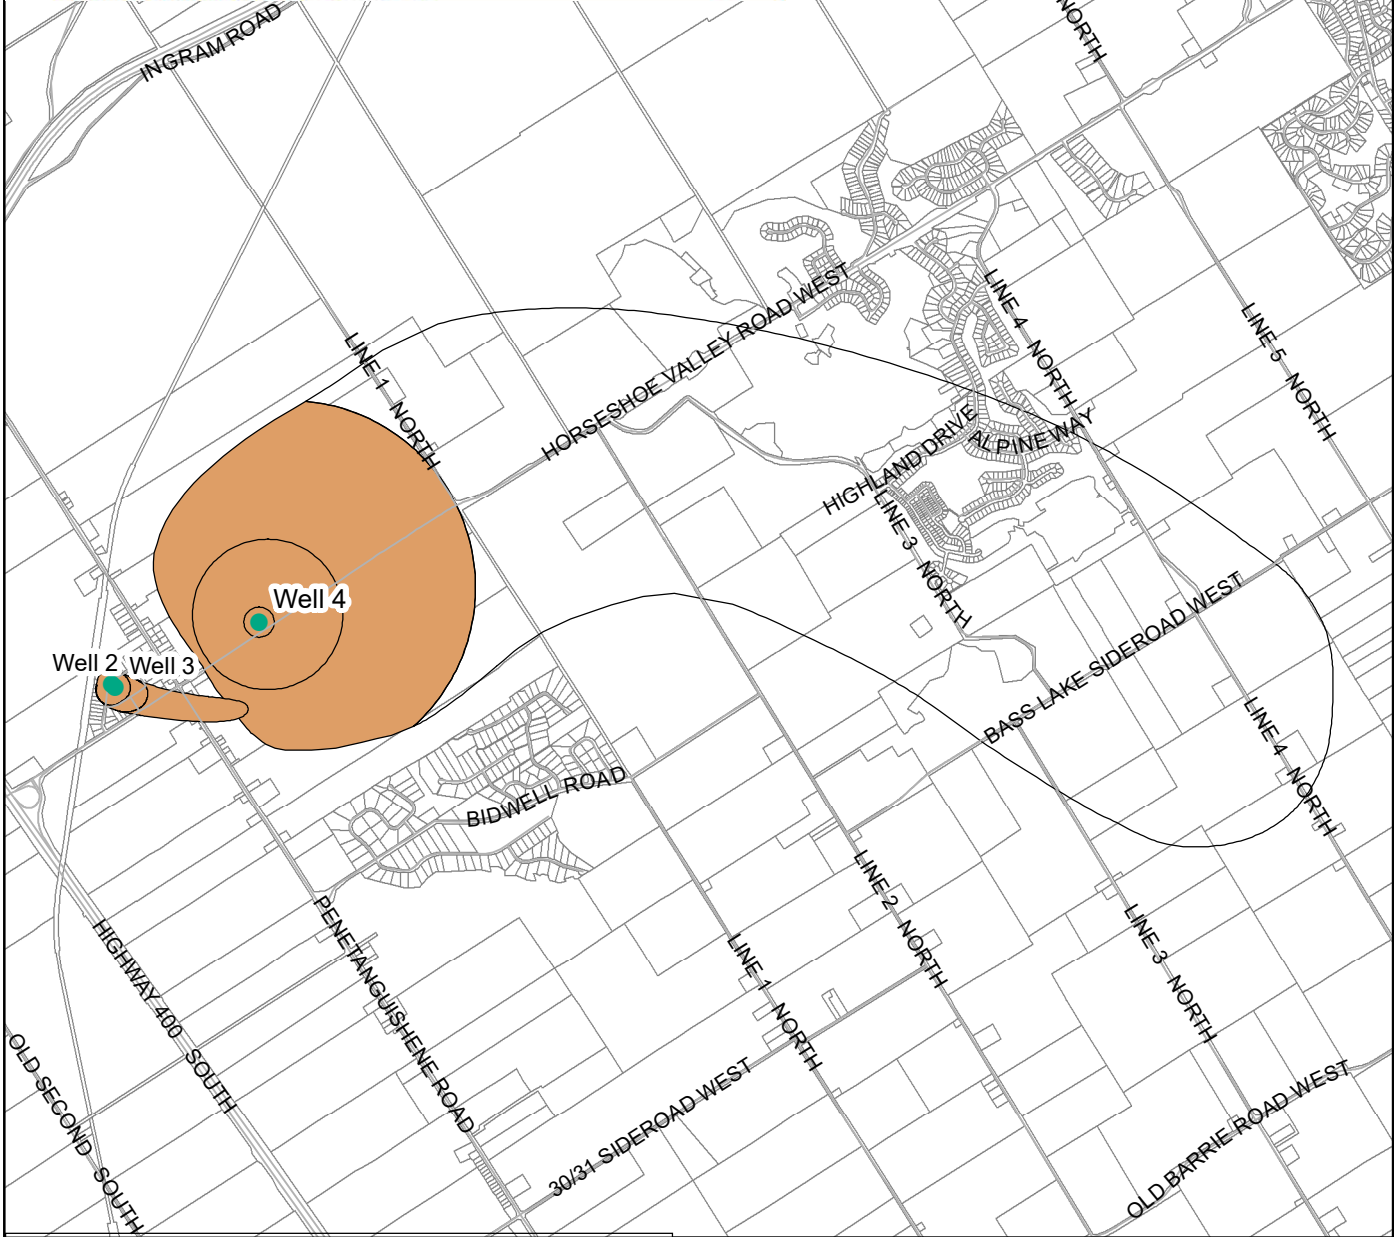 INGRAM ROAD
NORTH
LINE 1 NORTH
HORSESHOE VALLEY ROAD WEST
LINE 4 NORTH
LINE 5 NORTH
HIGHLAND DRIVE
ALPINE WAY
LINE 3 NORTH
Well 4
Well 2
Well 3
BASS LAKE SIDEROAD WEST
LINE 4 NORTH
BIDWELL ROAD
LINE 2 NORTH
PENETANGUISHENE ROAD
HIGHWAY 400 SOUTH
LINE 1 NORTH
LINE 3 NORTH
OLD SECOND SOUTH
30/31 SIDEROAD WEST
OLD BARRIE ROAD WEST